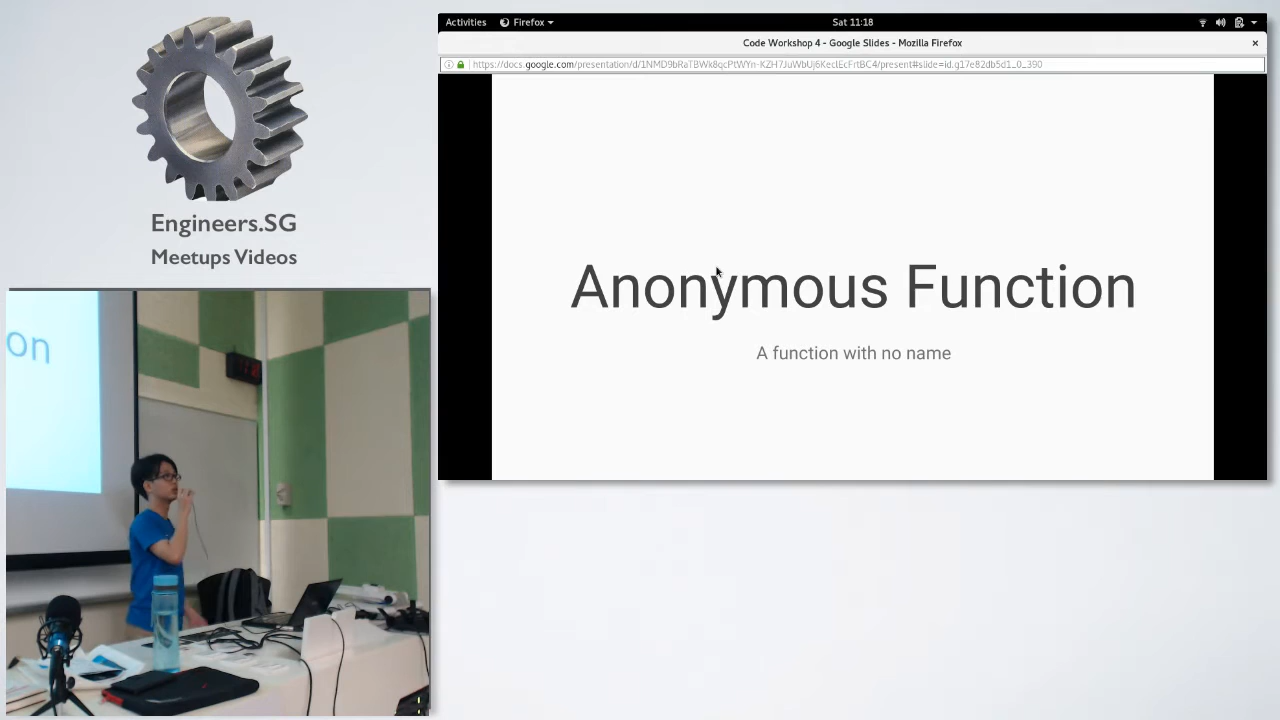 Engineers.SG
Meetups Videos
on
Activities
Firefox
Sat 11:18
Code Workshop 4 - Google Slides - Mozilla Firefox
Anonymous Function
A function with no name